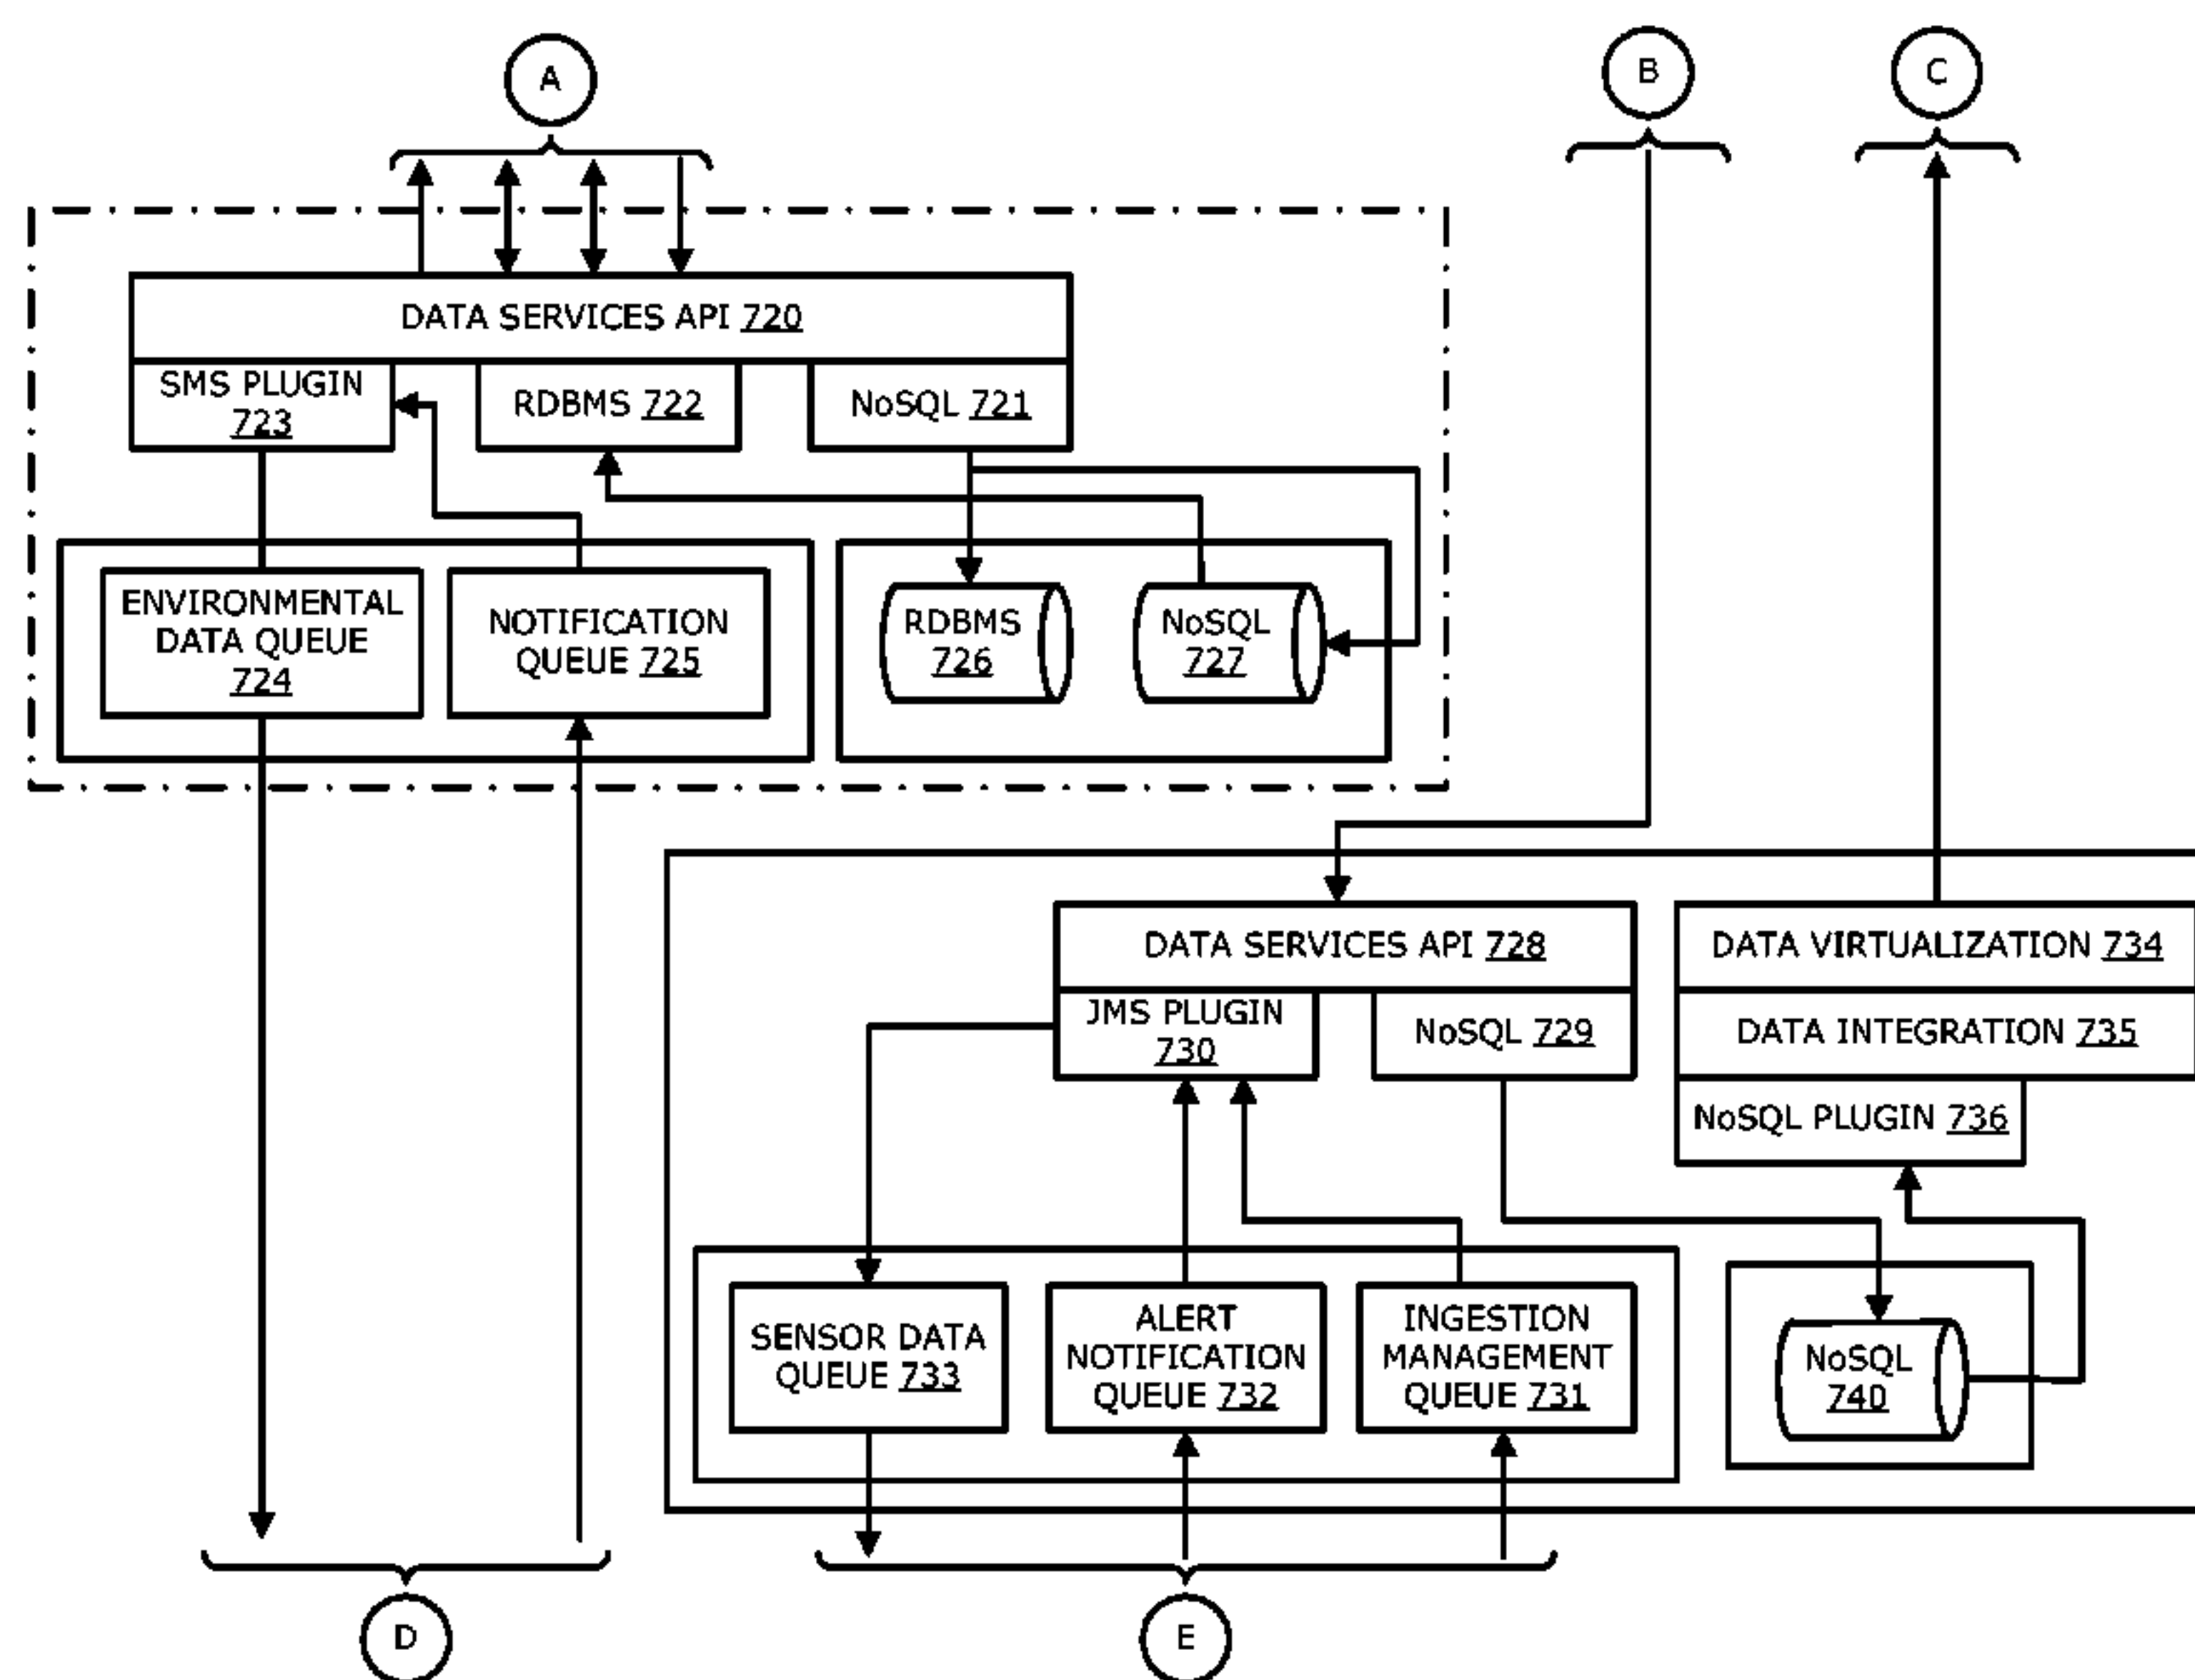 A
B
C
DATA SERVICES API 720
SMS PLUGIN
723
RDBMS 722
NoSQL 721
ENVIRONMENTAL
DATA QUEUE
724
NOTIFICATION
QUEUE 725
RDBMS
726
NoSQL
727
DATA SERVICES API 728
JMS PLUGIN
730
NoSQL 729
DATA VIRTUALIZATION 734
DATA INTEGRATION 735
NoSQL PLUGIN 736
SENSOR DATA
QUEUE 733
ALERT
NOTIFICATION
QUEUE 732
INGESTION
MANAGEMENT
QUEUE 731
NoSQL
740
D
E